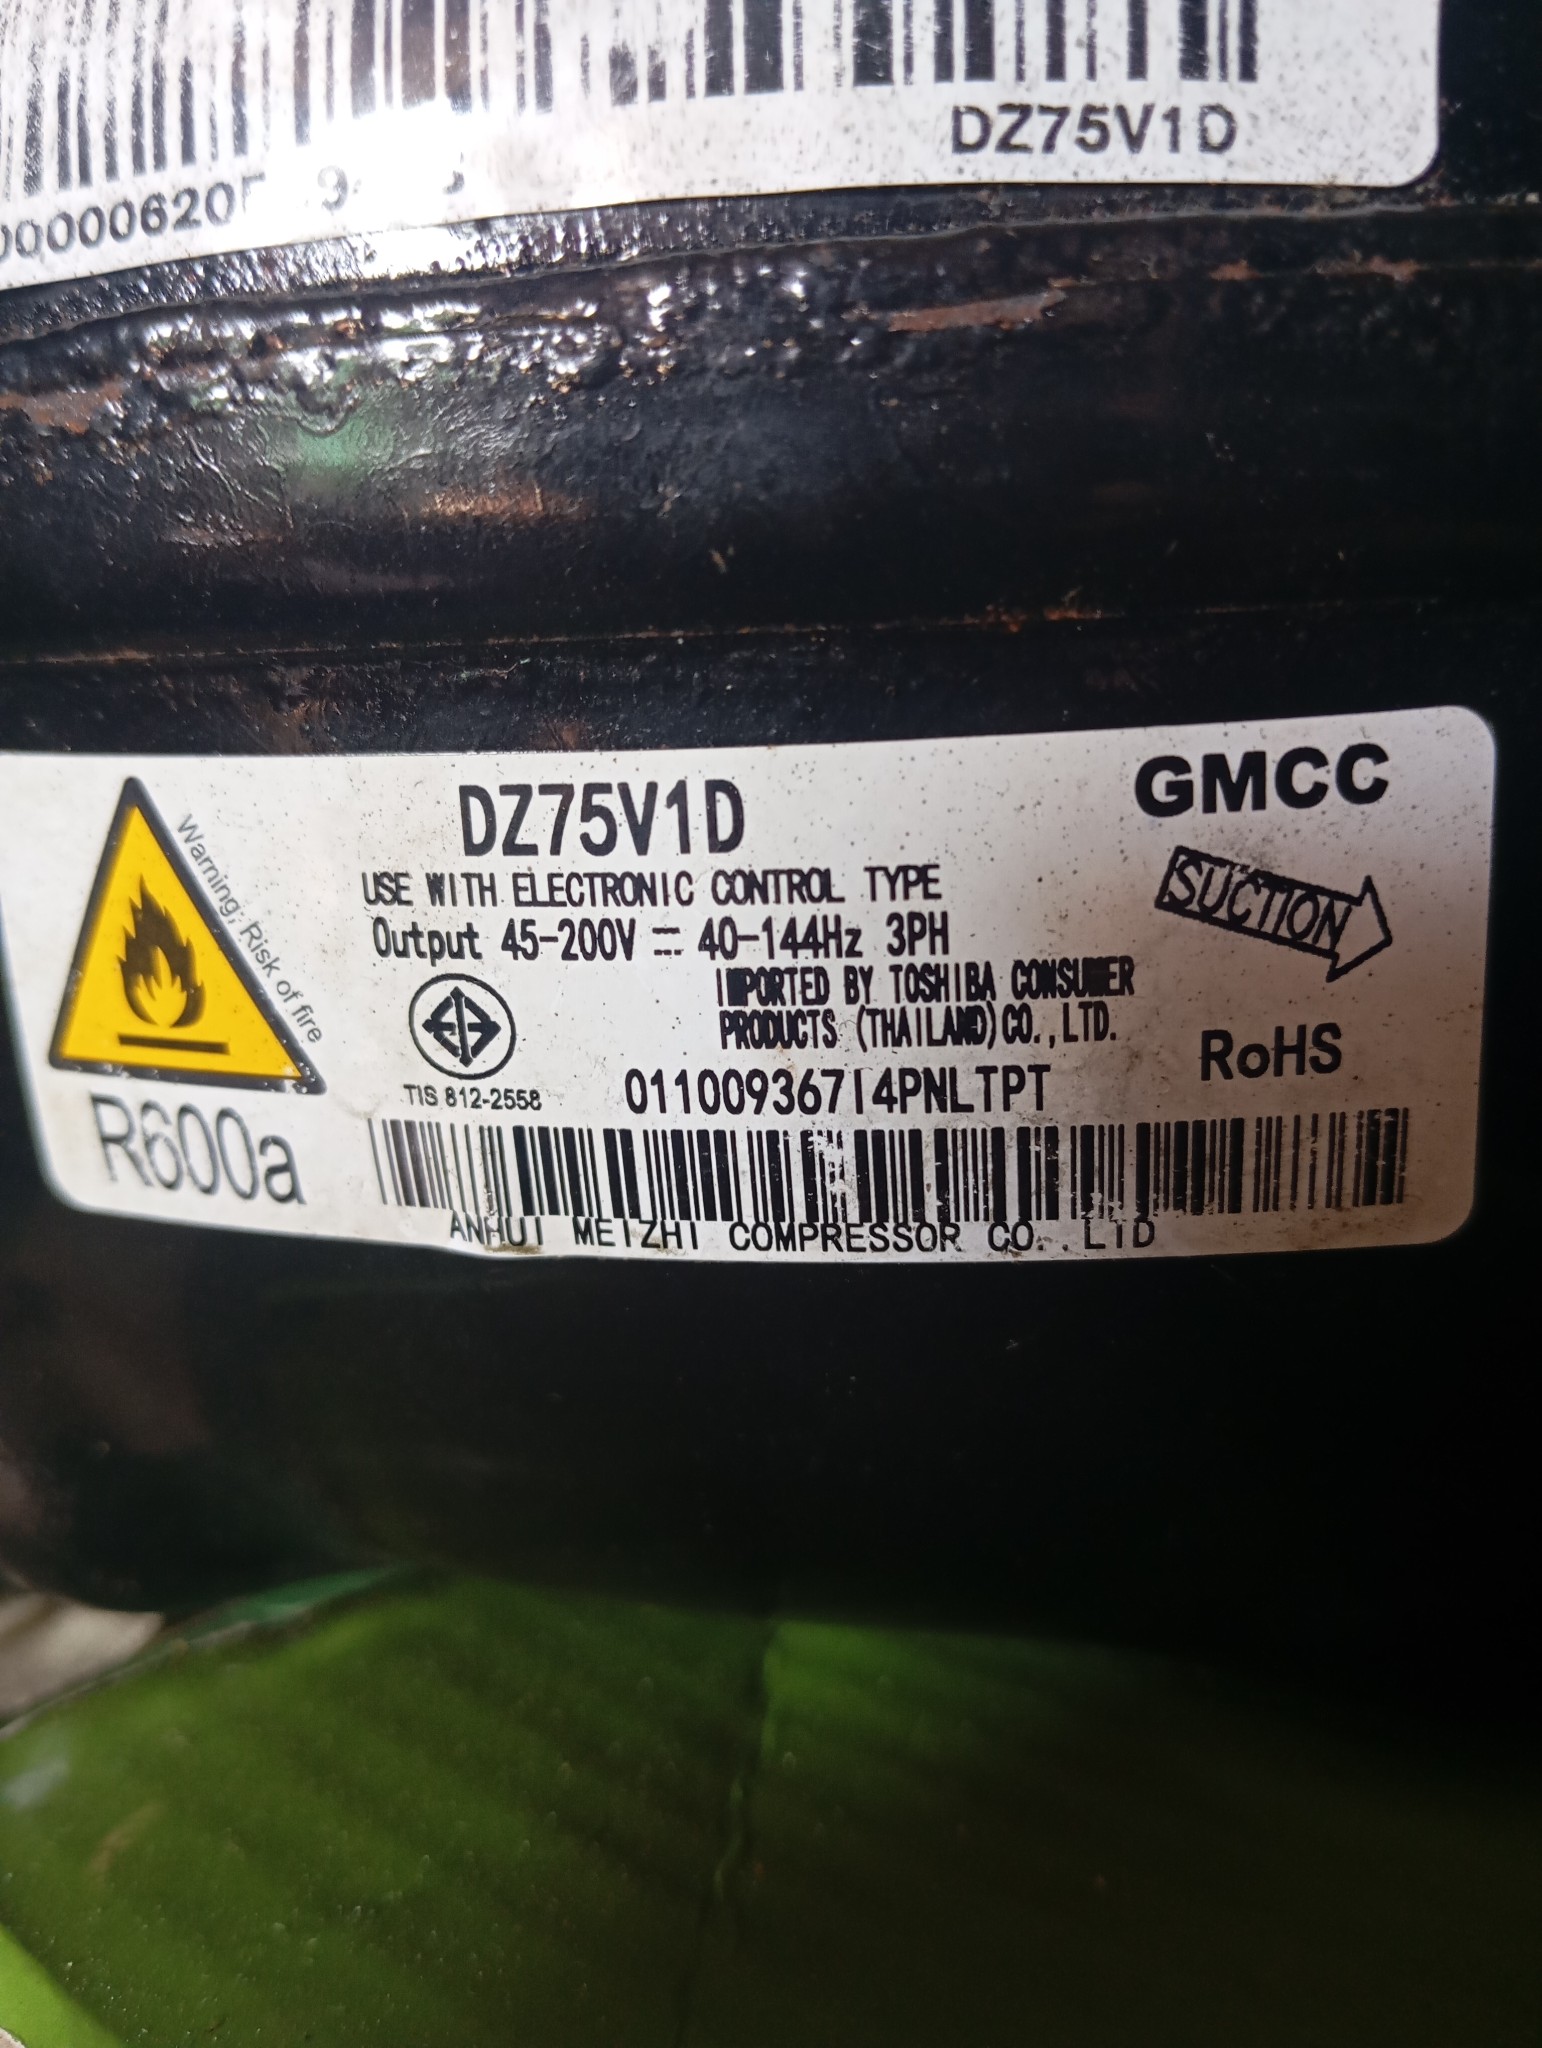 DZ75V1D
DZ75V1D
GMCC
Warning; Risk of fire
USE WITH ELECTRONIC CONTROL TYPE
SUCTION
Output 45-200V ⎓ 40-144Hz 3PH
IMPORTED BY TOSHIBA CONSUMER
PRODUCTS (THAILAND) CO., LTD.
RoHS
TIS 812-2558
01100936714PNLTPT
R600a
ANHUI MEIZHI COMPRESSOR CO. .LTD